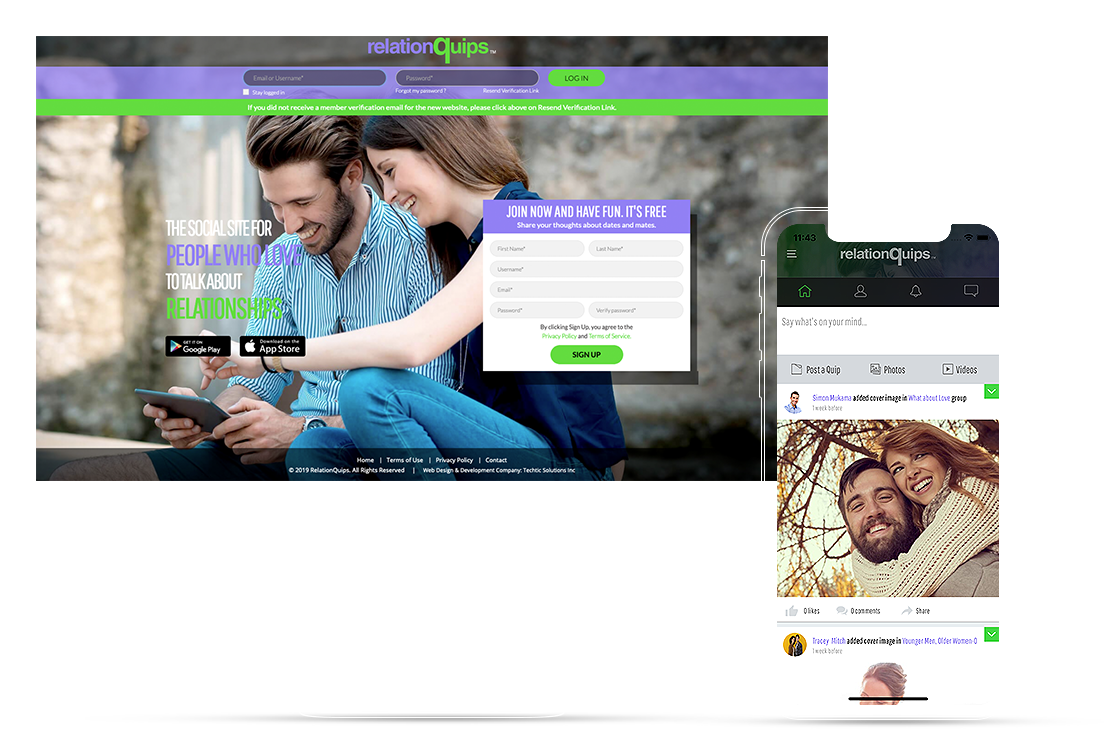 relationQuips™
Email or Username*
Password*
LOG IN
Stay logged in
Forgot my password ?
Resend Verification Link
If you did not receive a member verification email for the new website, please click above on Resend Verification Link.
THE SOCIAL SITE FOR
PEOPLE WHO LOVE
TO TALK ABOUT
RELATIONSHIPS
GET IT ON
Google Play
Download on the
App Store
JOIN NOW AND HAVE FUN. IT'S FREE
Share your thoughts about dates and mates.
First Name*
Last Name*
Username*
Email*
Password*
Verify password*
By clicking Sign Up, you agree to the
Privacy Policy and Terms of Service.
SIGN UP
Home | Terms of Use | Privacy Policy | Contact
© 2019 RelationQuips. All Rights Reserved | Web Design & Development Company: Techtic Solutions Inc
11:43
relationQuips™
Say what's on your mind...
Post a Quip
Photos
Videos
Simon Mukama added cover image in What about Love group
1 week before
0 likes
0 comments
Share
Tracey Mitch added cover image in Younger Men, Older Women-O
1 week before